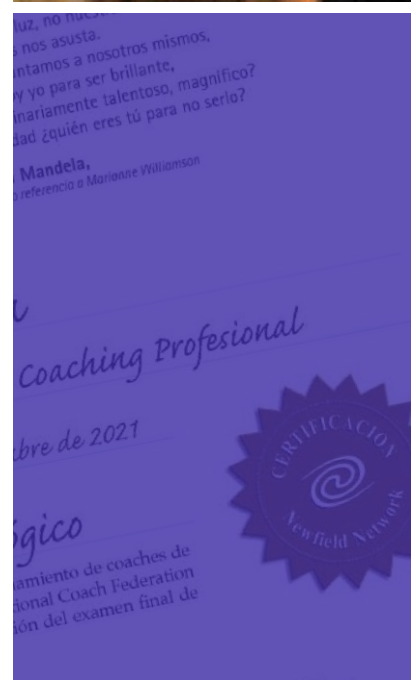 luz, no
nos asusta.
ntamos a nosotros mismos,
y yo para ser brillante,
inariamente talentoso, magnífico?
dad ¿quién eres tú para no serlo?
Mandela,
referencia a Marianne Williamson
Coaching Profesional
bre de 2021
ógico
amiento de coaches de
ional Coach Federation
ión del examen final de
CERTIFICACIÓN
Newfield Network